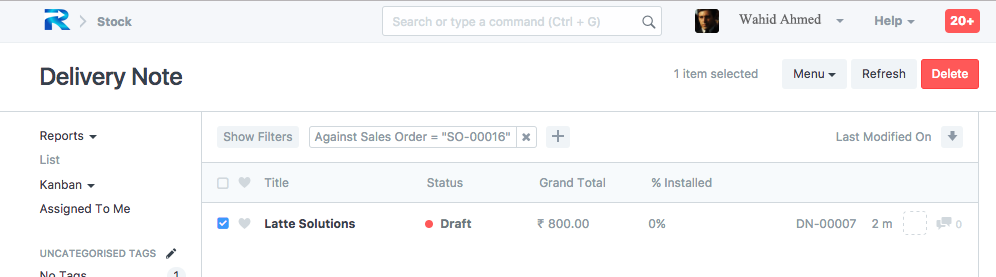 Stock Search or type a command (Ctrl + G) Wahid Ahmed Help 20+
Delivery Note 1 item selected Menu Refresh Delete
Reports Show Filters Against Sales Order = "SO-00016" × + Last Modified On
List
Kanban Title Status Grand Total % Installed
Assigned To Me
Latte Solutions Draft ₹ 800.00 0% DN-00007 2 m 0
UNCATEGORISED TAGS
No Tags 1